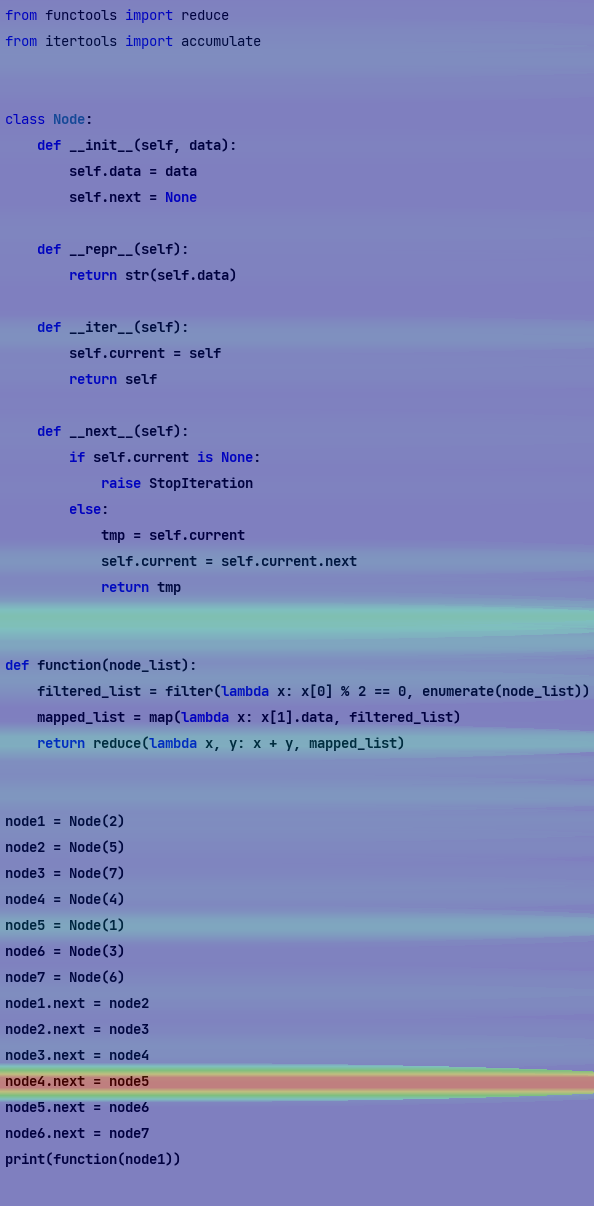 from functools import reduce
from itertools import accumulate
class Node:
    def __init__(self, data):
        self.data = data
        self.next = None
    def __repr__(self):
        return str(self.data)
    def __iter__(self):
        self.current = self
        return self
    def __next__(self):
        if self.current is None:
            raise StopIteration
        else:
            tmp = self.current
            self.current = self.current.next
            return tmp
def function(node_list):
    filtered_list = filter(lambda x: x[0] % 2 == 0, enumerate(node_list))
    mapped_list = map(lambda x: x[1].data, filtered_list)
    return reduce(lambda x, y: x + y, mapped_list)
node1 = Node(2)
node2 = Node(5)
node3 = Node(7)
node4 = Node(4)
node5 = Node(1)
node6 = Node(3)
node7 = Node(6)
node1.next = node2
node2.next = node3
node3.next = node4
node4.next = node5
node5.next = node6
node6.next = node7
print(function(node1))